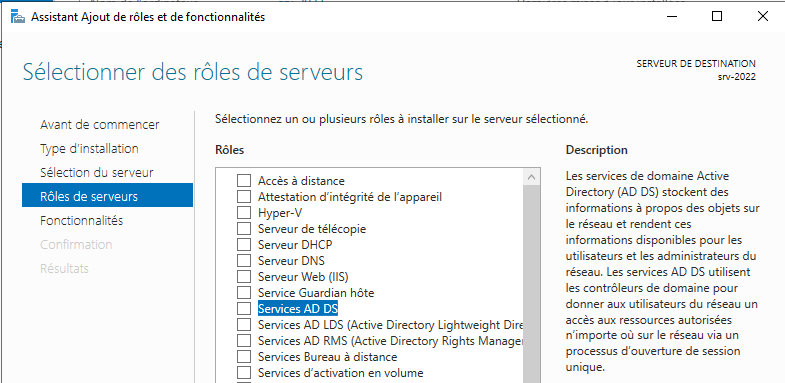 Assistant Ajout de rôles et de fonctionnalités
Sélectionner des rôles de serveurs
SERVEUR DE DESTINATION
srv-2022
Avant de commencer
Type d'installation
Sélection du serveur
Rôles de serveurs
Fonctionnalités
Confirmation
Résultats
Sélectionnez un ou plusieurs rôles à installer sur le serveur sélectionné.
Rôles
Accès à distance
Attestation d'intégrité de l'appareil
Hyper-V
Serveur de télécopie
Serveur DHCP
Serveur DNS
Serveur Web (IIS)
Service Guardian hôte
Services AD DS
Services AD LDS (Active Directory Lightweight Dire
Services AD RMS (Active Directory Rights Manager
Services Bureau à distance
Services d'activation en volume
Description
Les services de domaine Active
Directory (AD DS) stockent des
informations à propos des objets sur
le réseau et rendent ces
informations disponibles pour les
utilisateurs et les administrateurs du
réseau. Les services AD DS utilisent
les contrôleurs de domaine pour
donner aux utilisateurs du réseau un
accès aux ressources autorisées
n'importe où sur le réseau via un
processus d'ouverture de session
unique.